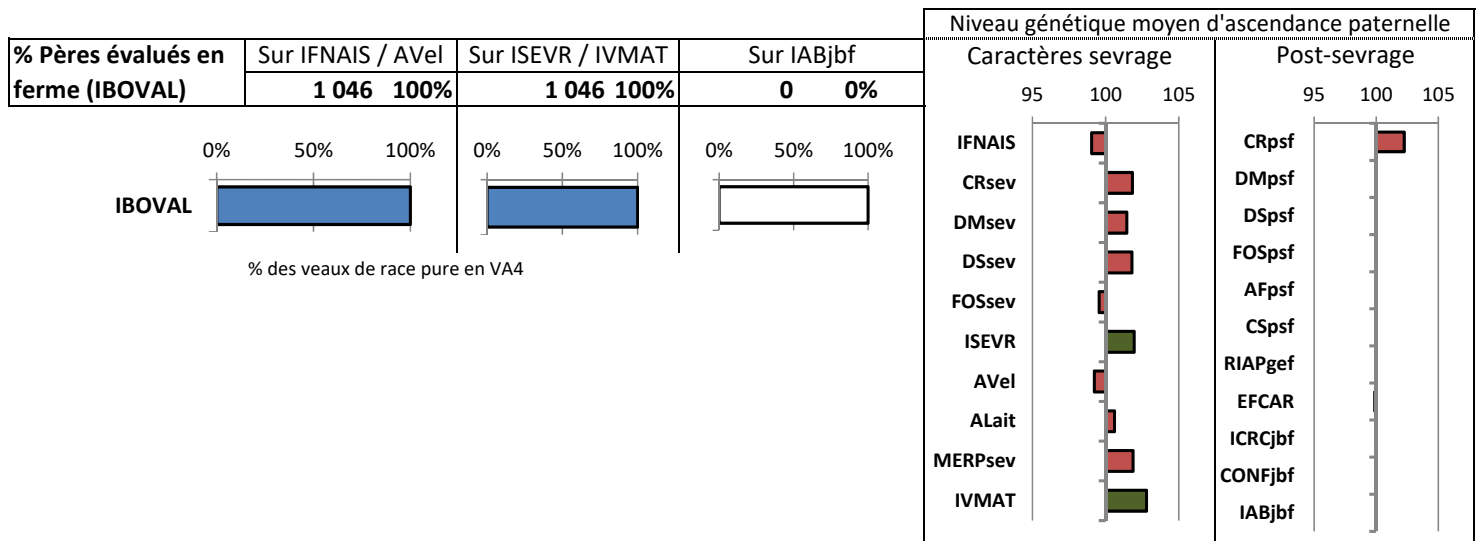 Niveau génétique moyen d'ascendance paternelle
% Pères évalués en ferme (IBOVAL)
Sur IFNAIS / AVel
Sur ISEVR / IVMAT
Sur IABjbf
1 046 100%
1 046 100%
0 0%
0% 50% 100%
0% 50% 100%
0% 50% 100%
IBOVAL
% des veaux de race pure en VA4
Caractères sevrage
95 100 105
IFNAIS
CRsev
DMsev
DSsev
FOSsev
ISEVR
AVel
ALait
MERPsev
IVMAT
Post-sevrage
95 100 105
CRpsf
DMpsf
DSpsf
FOSpsf
AFpsf
CSpsf
RIAPgef
EFCAR
ICRCjbf
CONFjbf
IABjbf